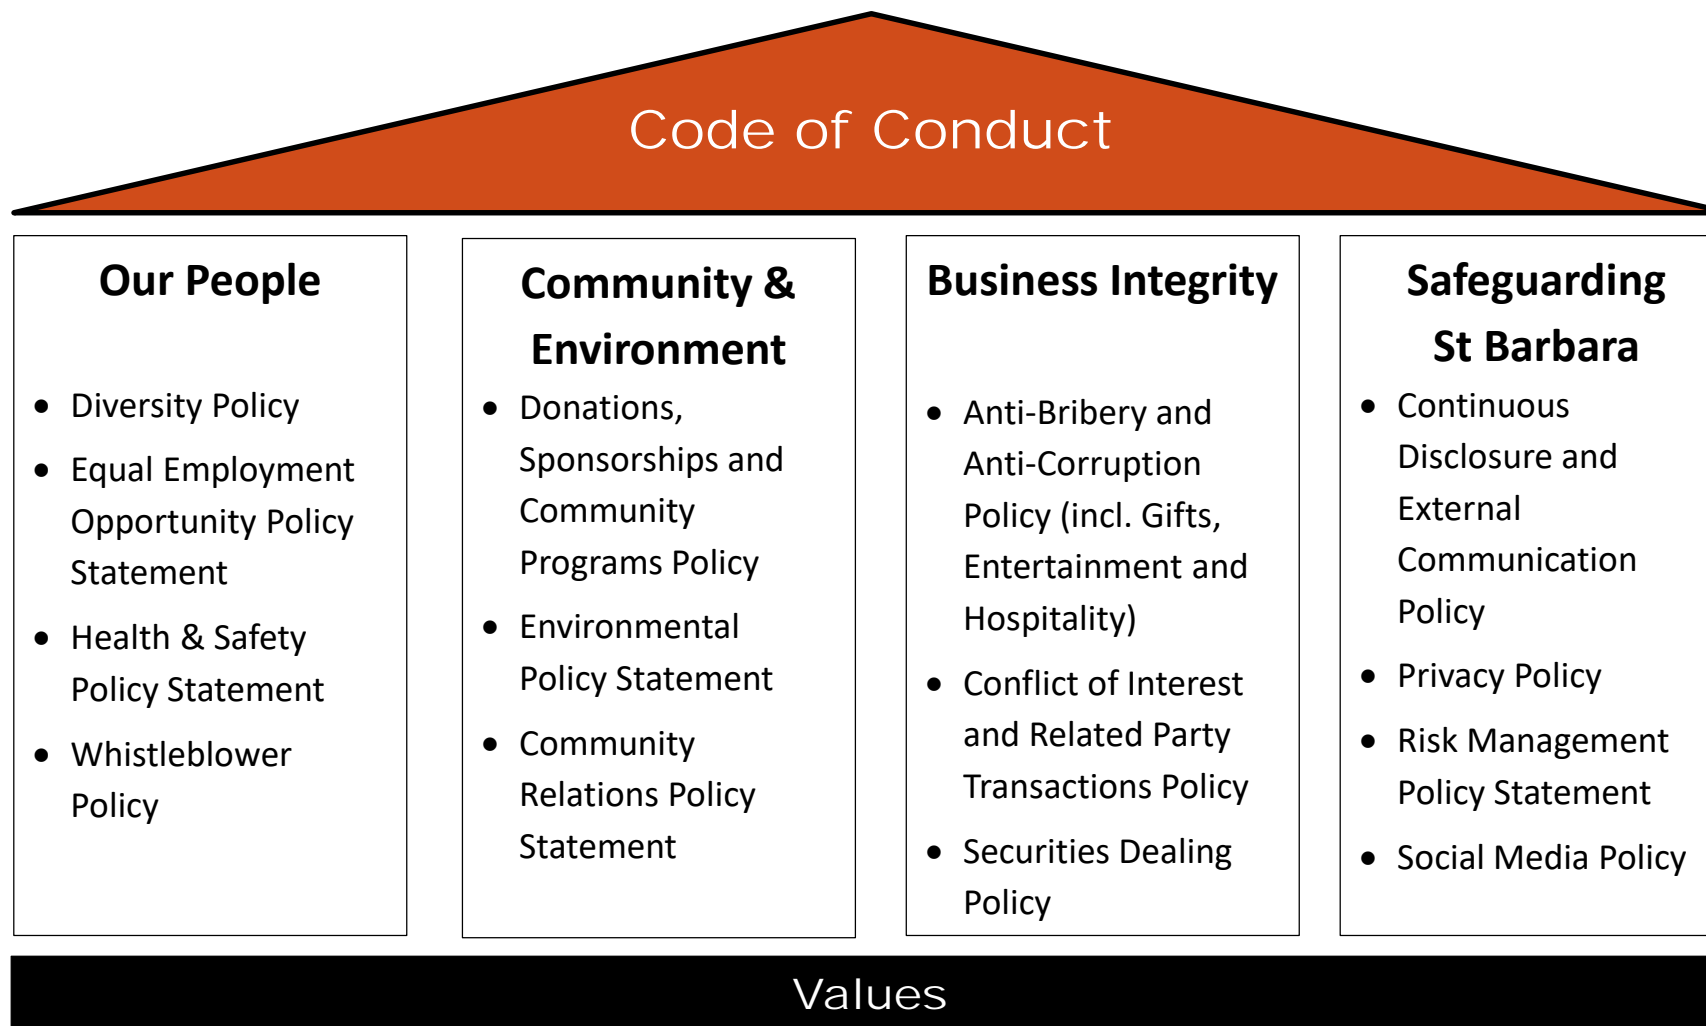 Code of Conduct
Our People
• Diversity Policy
• Equal Employment
Opportunity Policy
Statement
• Health & Safety
Policy Statement
• Whistleblower
Policy
Community &
Environment
• Donations,
Sponsorships and
Community
Programs Policy
• Environmental
Policy Statement
• Community
Relations Policy
Statement
Business Integrity
• Anti-Bribery and
Anti-Corruption
Policy (incl. Gifts,
Entertainment and
Hospitality)
• Conflict of Interest
and Related Party
Transactions Policy
• Securities Dealing
Policy
Safeguarding
St Barbara
• Continuous
Disclosure and
External
Communication
Policy
• Privacy Policy
• Risk Management
Policy Statement
• Social Media Policy
Values